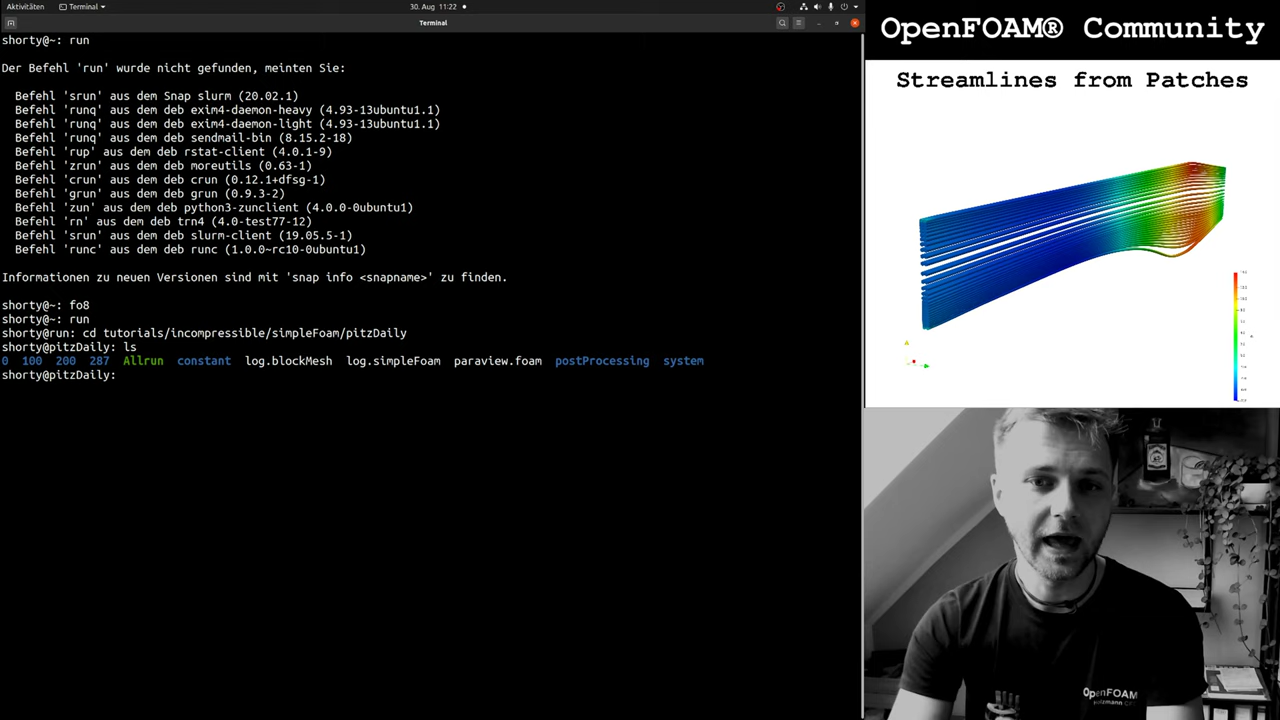 Aktivitäten
Terminal
30. Aug 11:22
Terminal
shorty@~: run
Der Befehl 'run' wurde nicht gefunden, meinten Sie:
Befehl 'srun' aus dem Snap slurm (20.02.1)
Befehl 'runq' aus dem deb exim4-daemon-heavy (4.93-13ubuntu1.1)
Befehl 'runq' aus dem deb exim4-daemon-light (4.93-13ubuntu1.1)
Befehl 'runq' aus dem deb sendmail-bin (8.15.2-18)
Befehl 'rup' aus dem deb rstat-client (4.0.1-9)
Befehl 'zrun' aus dem deb moreutils (0.63-1)
Befehl 'crun' aus dem deb crun (0.12.1+dfsg-1)
Befehl 'grun' aus dem deb grun (0.9.3-2)
Befehl 'zun' aus dem deb python3-zunclient (4.0.0-0ubuntu1)
Befehl 'rn' aus dem deb trn4 (4.0-test77-12)
Befehl 'srun' aus dem deb slurm-client (19.05.5-1)
Befehl 'runc' aus dem deb runc (1.0.0~rc10-0ubuntu1)
Informationen zu neuen Versionen sind mit 'snap info <snapname>' zu finden.
shorty@~: fo8
shorty@~: run
shorty@run: cd tutorials/incompressible/simpleFoam/pitzDaily
shorty@pitzDaily: ls
0 100 200 287 Allrun constant log.blockMesh log.simpleFoam paraview.foam postProcessing system
shorty@pitzDaily:
OpenFOAM® Community
Streamlines from Patches
OpenFOAM